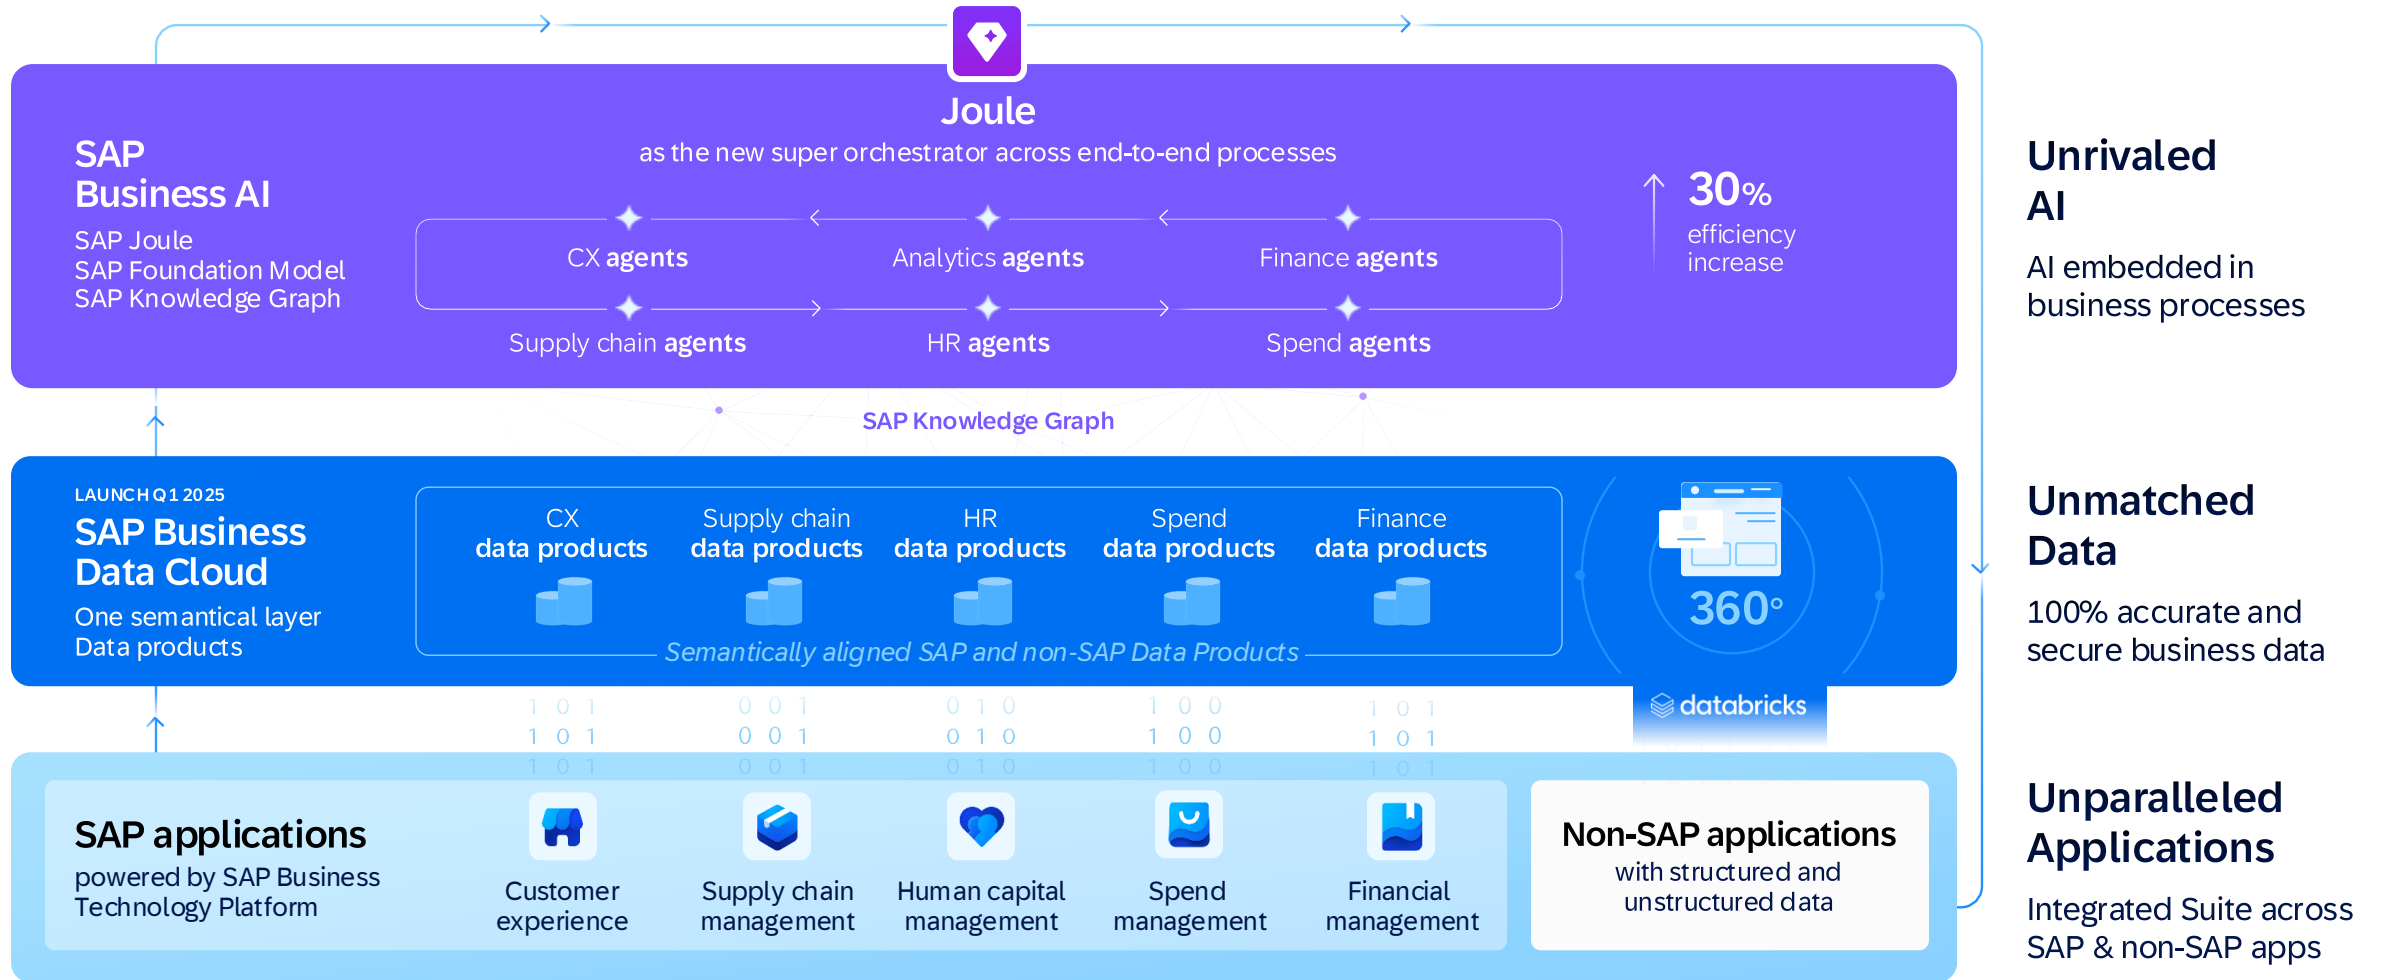 Joule
as the new super orchestrator across end-to-end processes
SAP
Business AI
SAP Joule
SAP Foundation Model
SAP Knowledge Graph
CX agents
Analytics agents
Finance agents
Supply chain agents
HR agents
Spend agents
30%
efficiency
increase
Unrivaled
AI
AI embedded in
business processes
SAP Knowledge Graph
LAUNCH Q1 2025
SAP Business
Data Cloud
One semantical layer
Data products
CX
data products
Supply chain
data products
HR
data products
Spend
data products
Finance
data products
Semantically aligned SAP and non-SAP Data Products
360°
databricks
Unmatched
Data
100% accurate and
secure business data
1 0 1
0 0 1
0 1 0
1 0 0
1 0 1
1 0 1
0 0 1
0 1 0
1 0 0
1 0 1
1 0 1
0 0 1
0 1 0
1 0 0
1 0 1
SAP applications
powered by SAP Business
Technology Platform
Customer
experience
Supply chain
management
Human capital
management
Spend
management
Financial
management
Non-SAP applications
with structured and
unstructured data
Unparalleled
Applications
Integrated Suite across
SAP & non-SAP apps